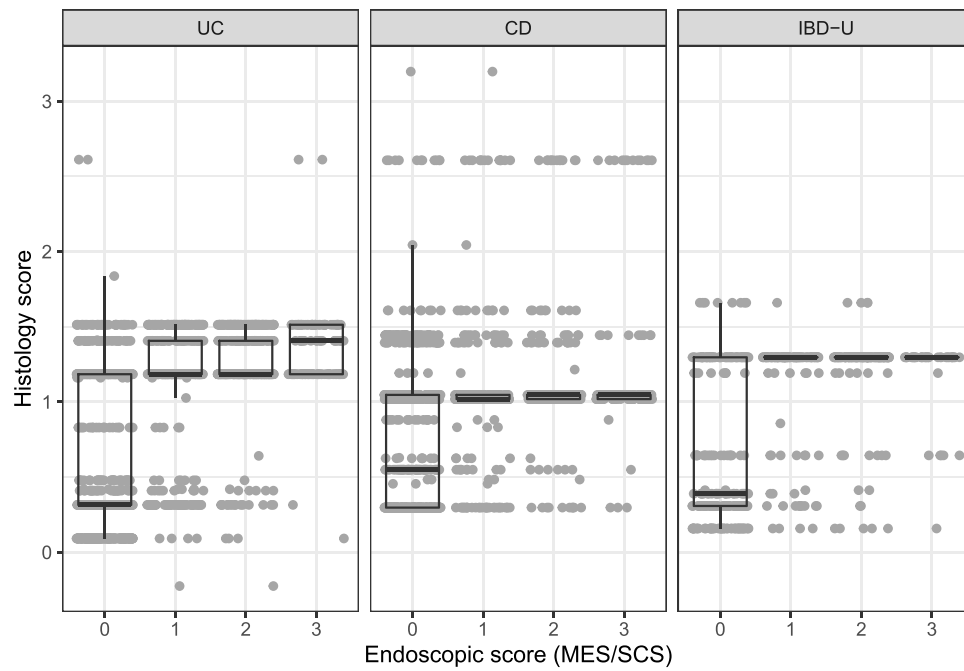 UC CD IBD−U
Histology score
3
2
1
0
0 1 2 3 0 1 2 3 0 1 2 3
Endoscopic score (MES/SCS)